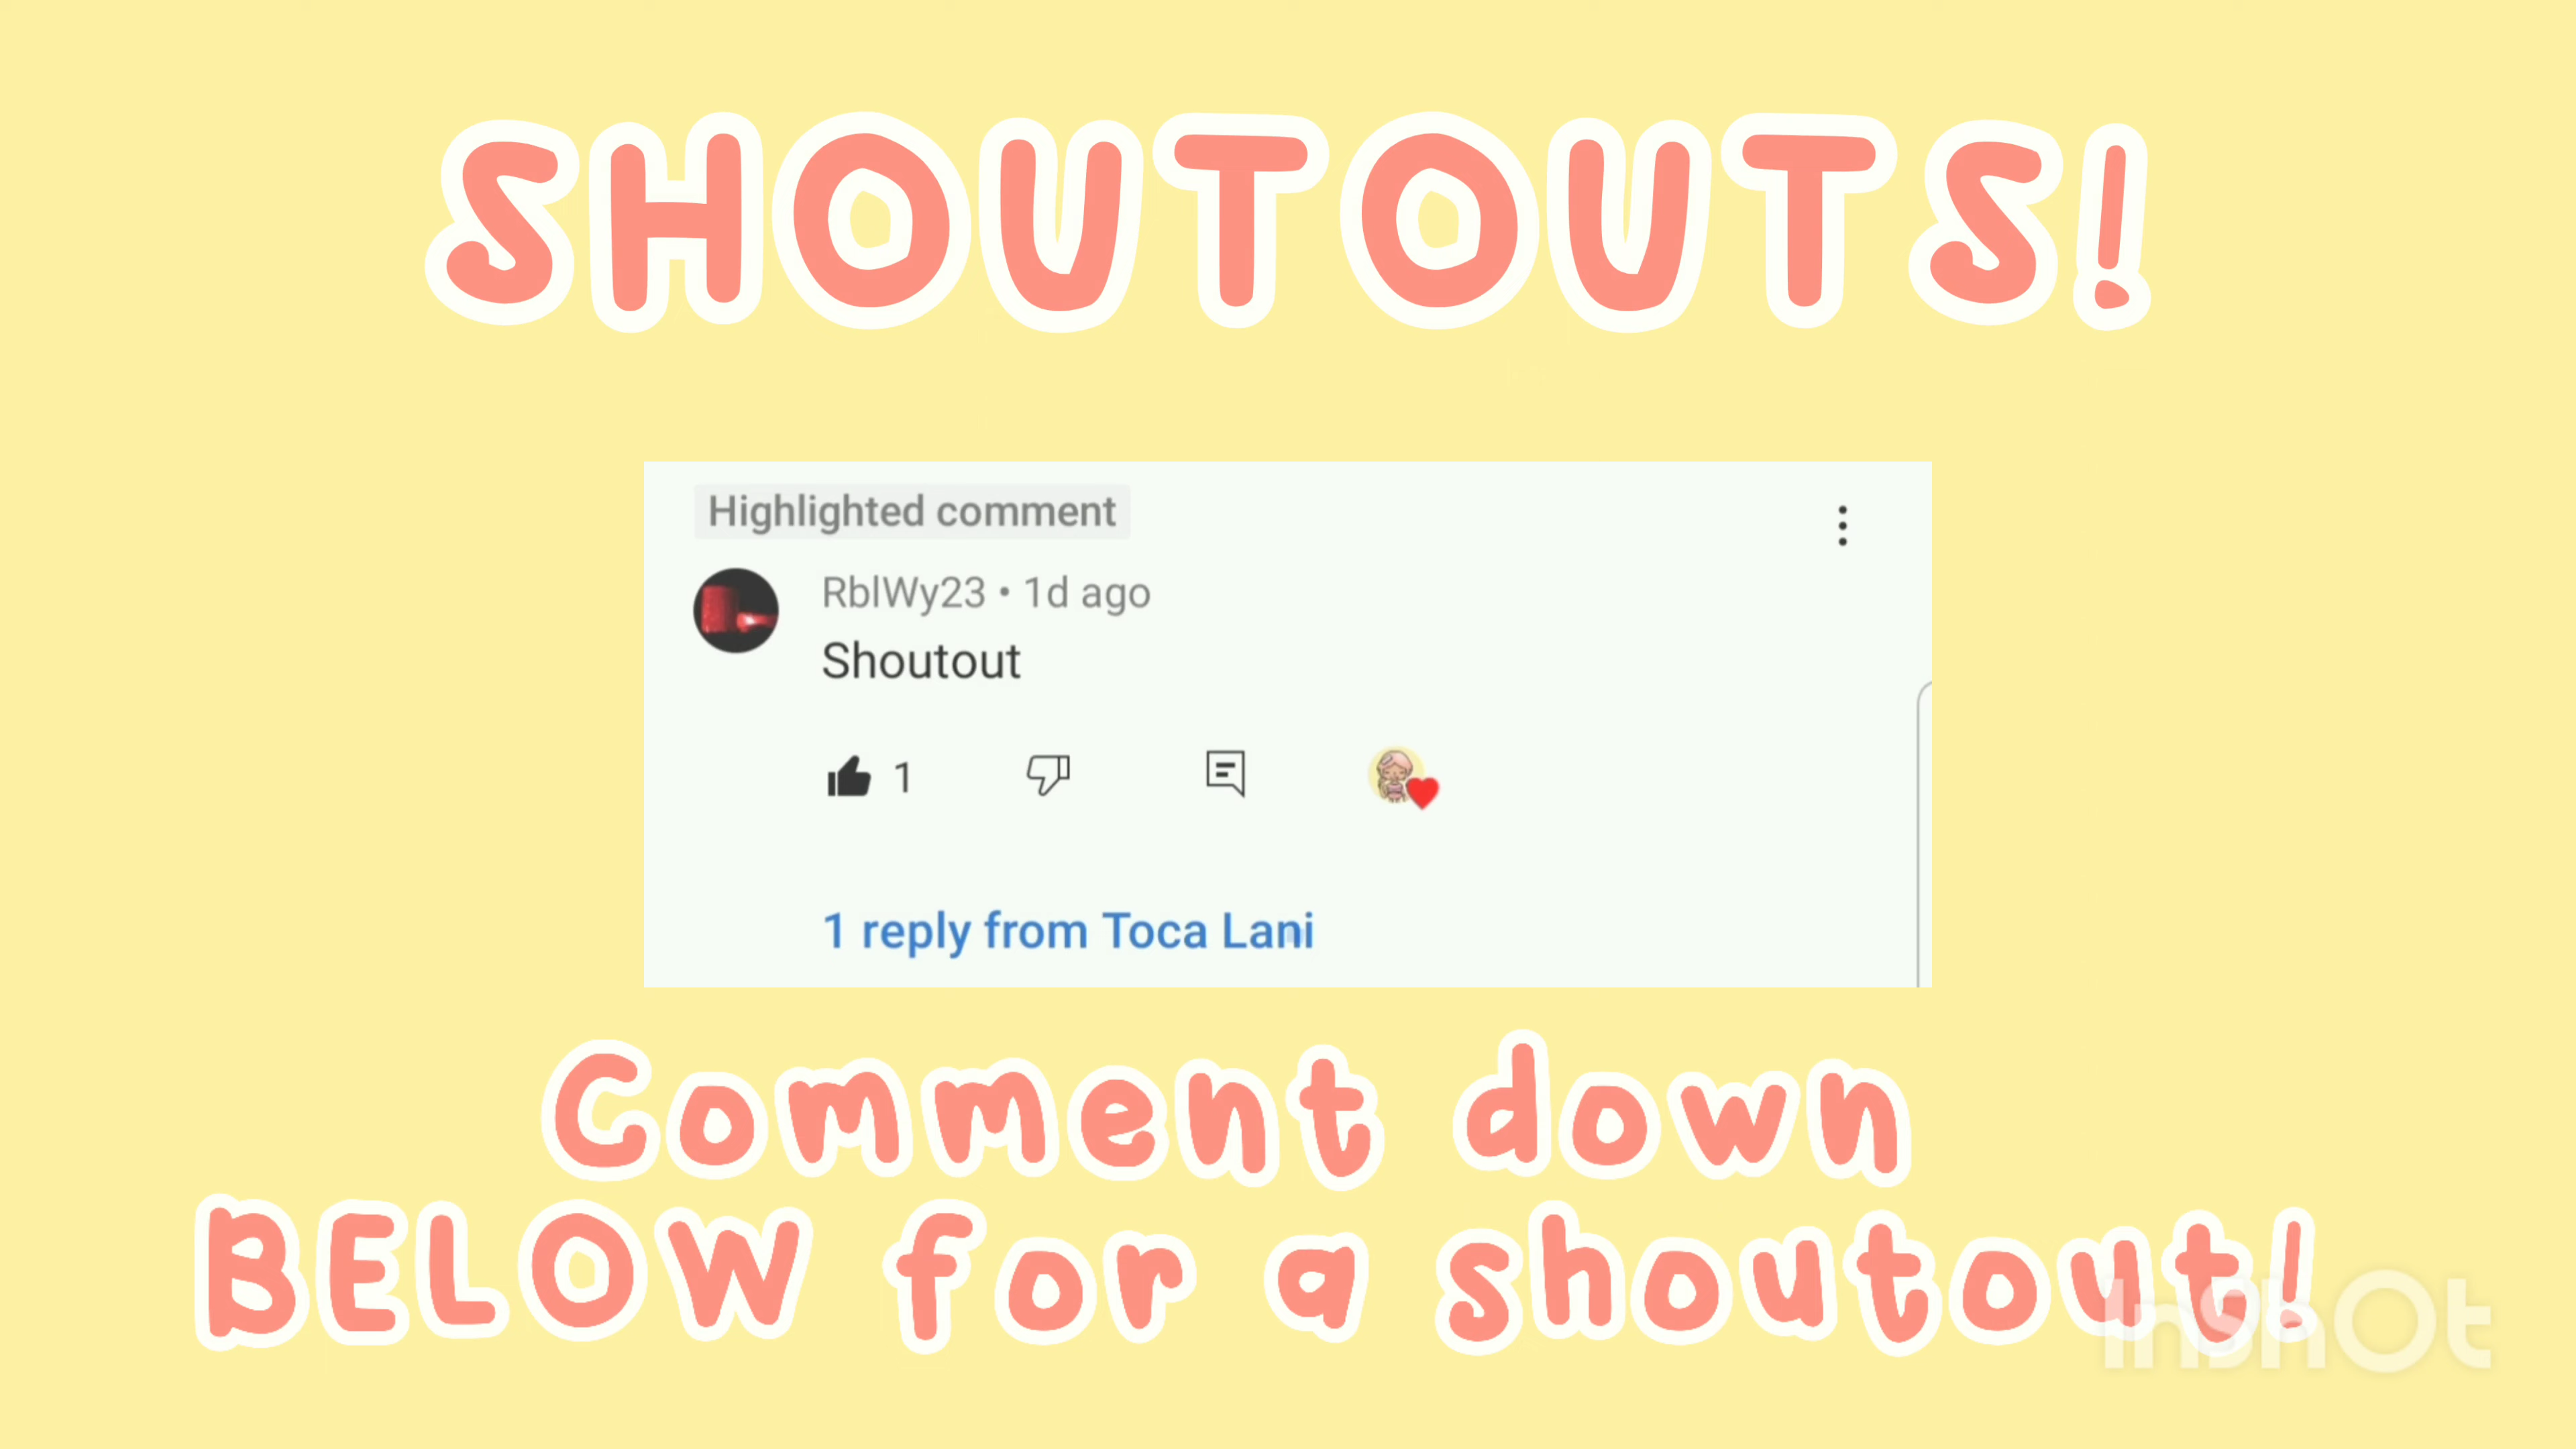 SHOUTOUTS!
Highlighted comment
RblWy23 • 1d ago
Shoutout
1
1 reply from Toca Lani
Comment down
BELOW for a shoutout!
InShOt